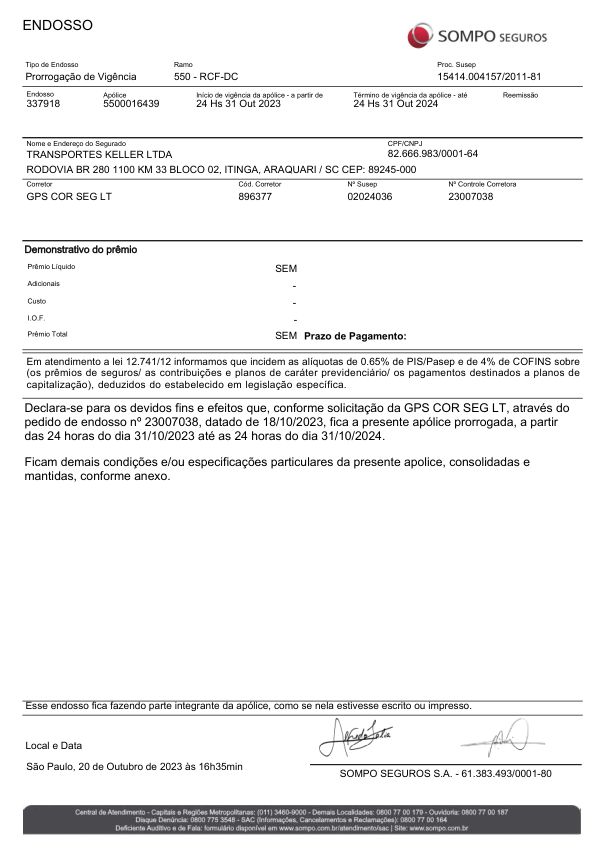 ENDOSSO
SOMPO SEGUROS
Tipo de Endosso Ramo Proc. Susep
Prorrogação de Vigência 550 - RCF-DC 15414.004157/2011-81
Endosso Apólice Início de vigência da apólice - a partir de Término de vigência da apólice - até Reemissão
337918 5500016439 24 Hs 31 Out 2023 24 Hs 31 Out 2024
Nome e Endereço do Segurado CPF/CNPJ
TRANSPORTES KELLER LTDA 82.666.983/0001-64
RODOVIA BR 280 1100 KM 33 BLOCO 02, ITINGA, ARAQUARI / SC CEP: 89245-000
Corretor Cód. Corretor Nº Susep Nº Controle Corretora
GPS COR SEG LT 896377 02024036 23007038
Demonstrativo do prêmio
Prêmio Líquido SEM
Adicionais -
Custo -
I.O.F. -
Prêmio Total SEM Prazo de Pagamento:
Em atendimento a lei 12.741/12 informamos que incidem as alíquotas de 0.65% de PIS/Pasep e de 4% de COFINS sobre
(os prêmios de seguros/ as contribuições e planos de caráter previdenciário/ os pagamentos destinados a planos de
capitalização), deduzidos do estabelecido em legislação específica.
Declara-se para os devidos fins e efeitos que, conforme solicitação da GPS COR SEG LT, através do
pedido de endosso nº 23007038, datado de 18/10/2023, fica a presente apólice prorrogada, a partir
das 24 horas do dia 31/10/2023 até as 24 horas do dia 31/10/2024.
Ficam demais condições e/ou especificações particulares da presente apolice, consolidadas e
mantidas, conforme anexo.
Esse endosso fica fazendo parte integrante da apólice, como se nela estivesse escrito ou impresso.
Local e Data
São Paulo, 20 de Outubro de 2023 às 16h35min
SOMPO SEGUROS S.A. - 61.383.493/0001-80
Central de Atendimento - Capitais e Regiões Metropolitanas: (011) 3460-9000 - Demais Localidades: 0800 77 00 179 - Ouvidoria: 0800 77 00 187
Disque Denúncia: 0800 775 3548 - SAC (Informações, Cancelamentos e Reclamações): 0800 77 00 164
Deficiente Auditivo e de Fala: formulário disponível em www.sompo.com.br/atendimento/sac | Site: www.sompo.com.br